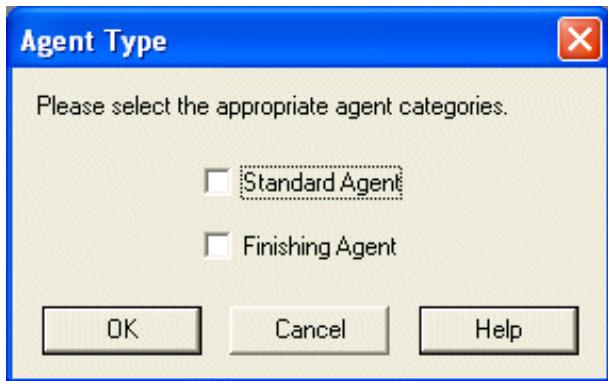 Agent Type
Please select the appropriate agent categories.
Standard Agent
Finishing Agent
OK Cancel Help